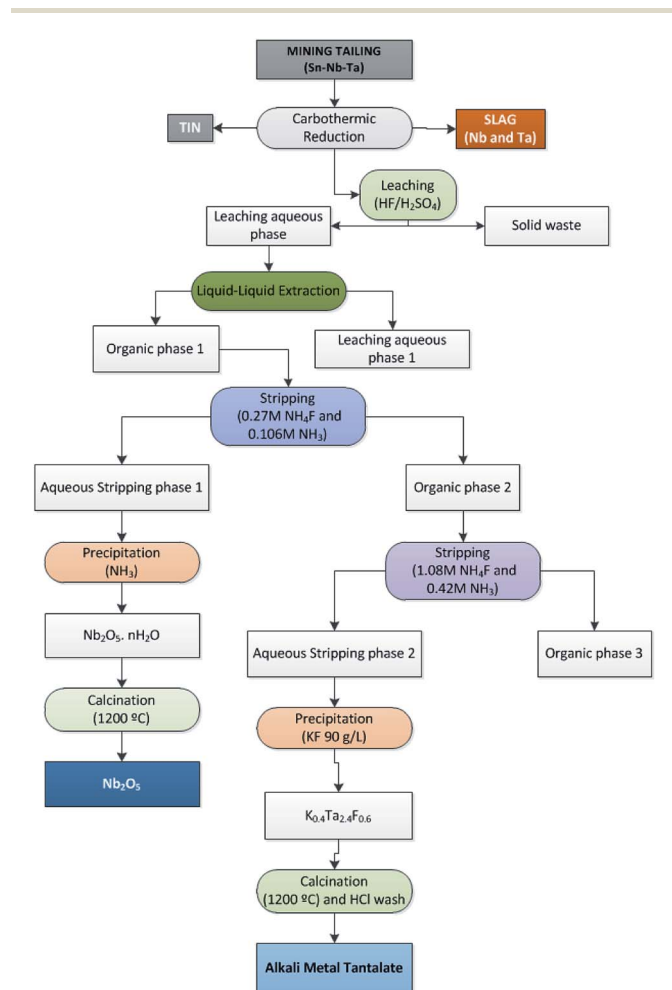 MINING TAILING
(Sn-Nb-Ta)
TIN
Carbothermic
Reduction
SLAG
(Nb and Ta)
Leaching
(HF/H₂SO₄)
Leaching aqueous
phase
Solid waste
Liquid-Liquid Extraction
Organic phase 1
Leaching aqueous
phase 1
Stripping
(0.27M NH₄F and
0.106M NH₃)
Aqueous Stripping phase 1
Organic phase 2
Precipitation
(NH₃)
Stripping
(1.08M NH₄F and
0.42M NH₃)
Nb₂O₅. nH₂O
Aqueous Stripping phase 2
Organic phase 3
Calcination
(1200 ºC)
Precipitation
(KF 90 g/L)
Nb₂O₅
K₀.₄Ta₂.₄F₀.₆
Calcination
(1200 ºC) and HCl wash
Alkali Metal Tantalate